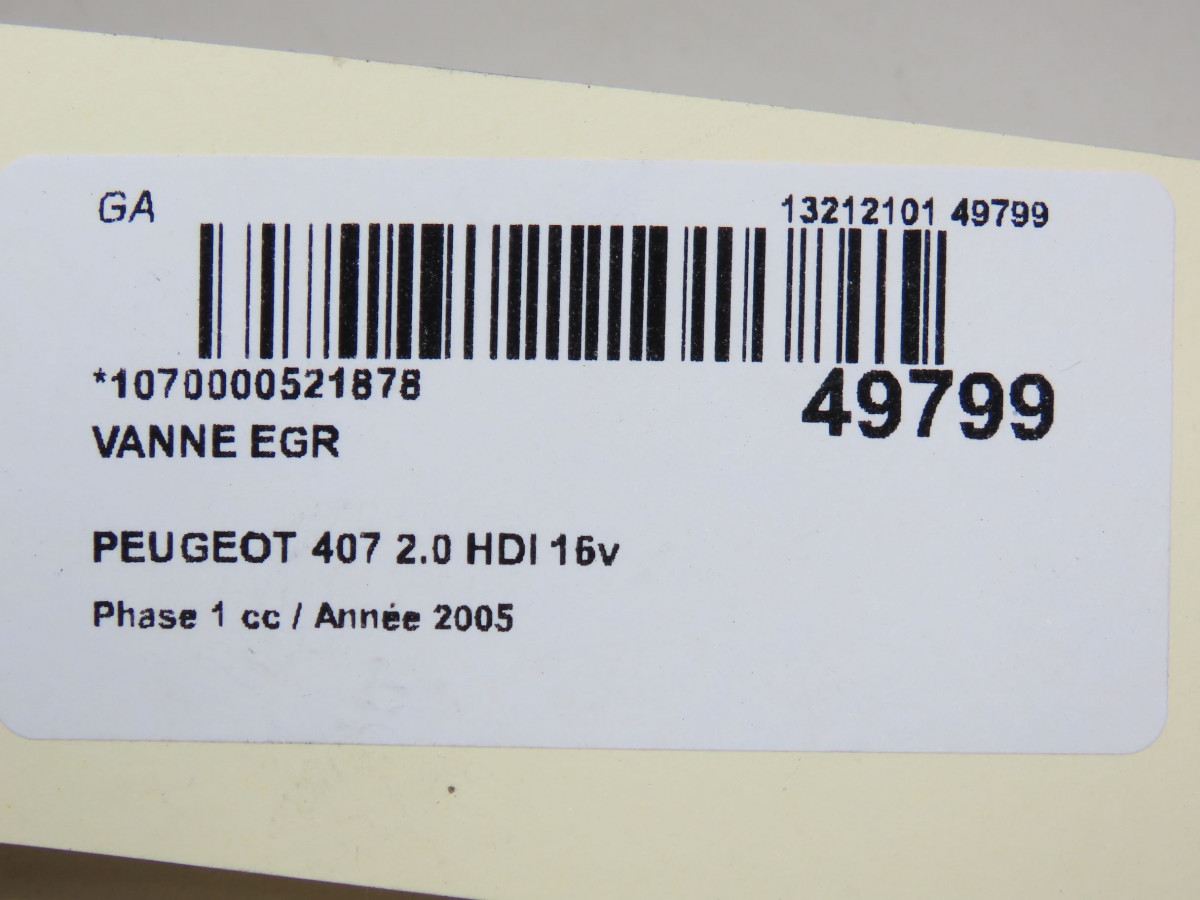 GA
13212101 49799
*1070000521878
49799
VANNE EGR
PEUGEOT 407 2.0 HDI 16v
Phase 1 cc / Année 2005